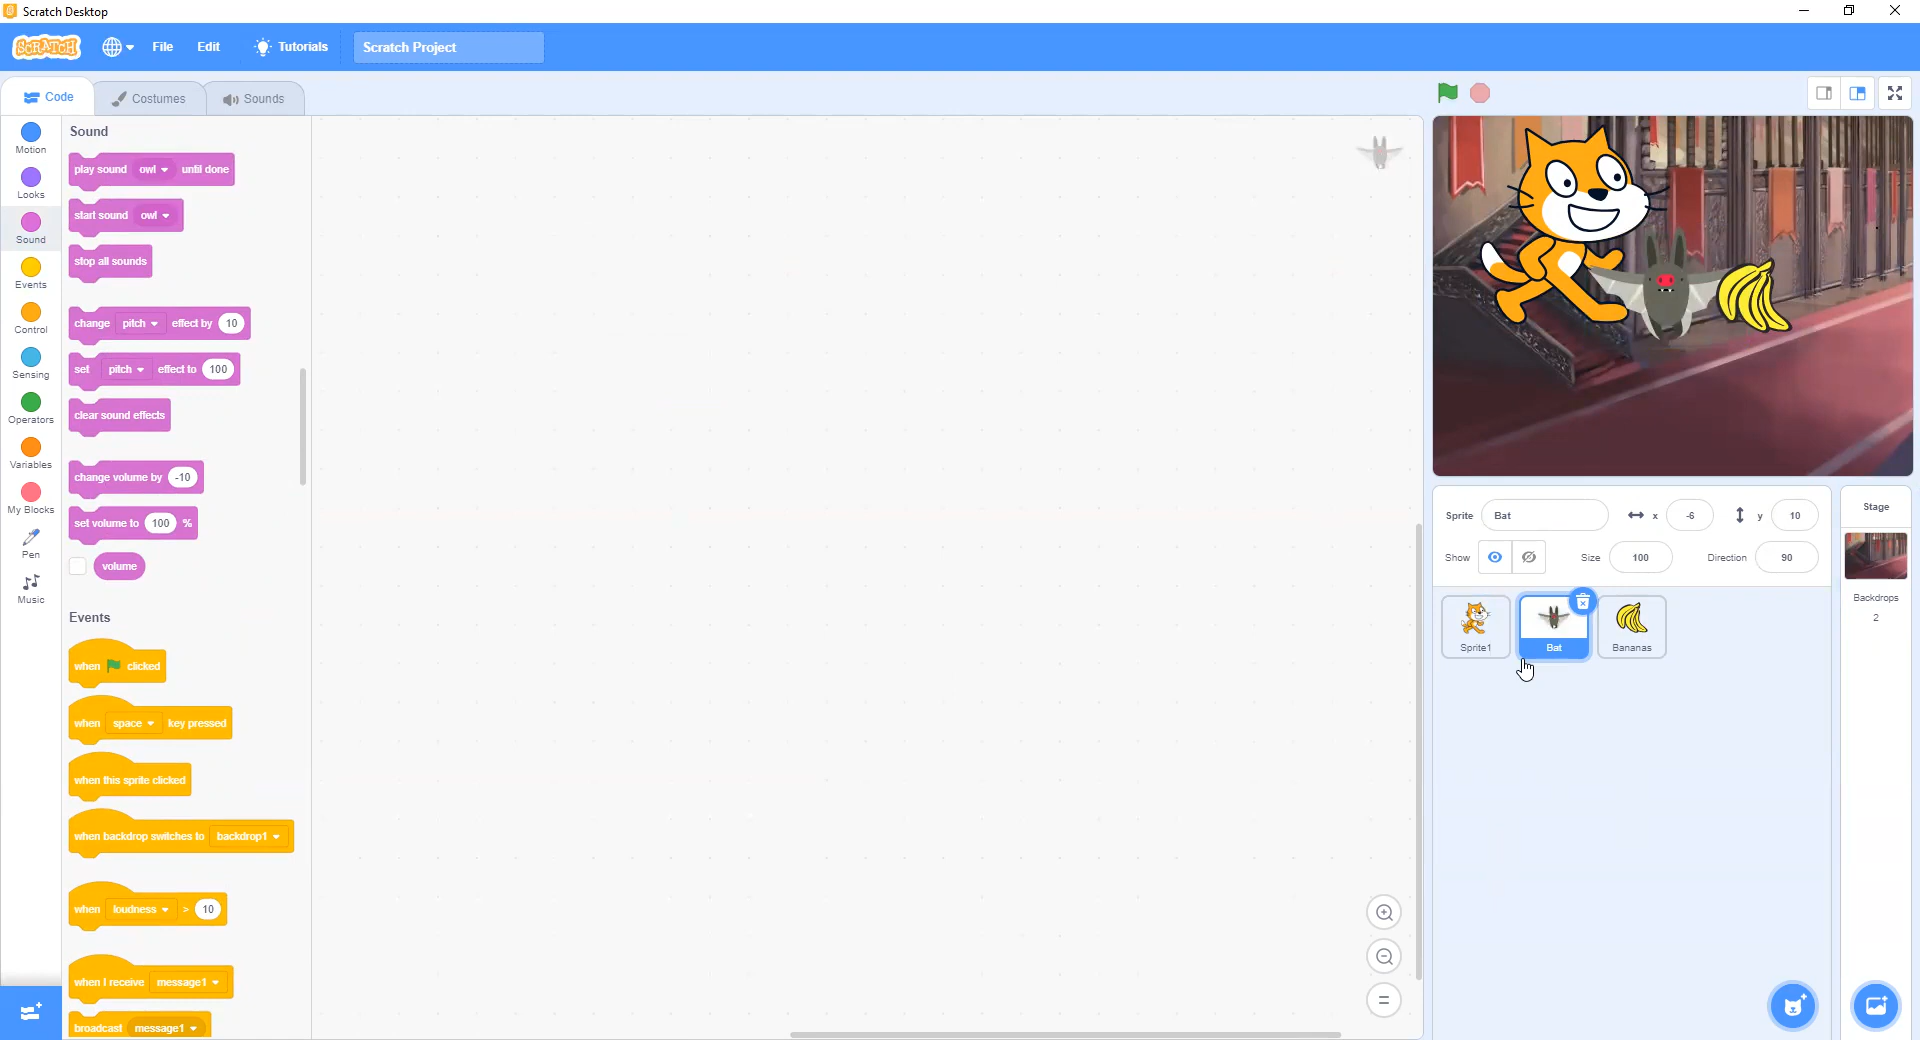 Scratch Desktop
SCRATCH
File
Edit
Tutorials
Scratch Project
Code
Costumes
Sounds
Motion
Looks
Sound
Events
Control
Sensing
Operators
Variables
My Blocks
Pen
Music
Sound
play sound owl until done
start sound owl
stop all sounds
change pitch effect by 10
set pitch effect to 100
clear sound effects
change volume by -10
set volume to 100 %
volume
Events
when clicked
when space key pressed
when this sprite clicked
when backdrop switches to backdrop1
when loudness > 10
when I receive message1
broadcast message1
Sprite Bat x -6 y 10
Show Size 100 Direction 90
Sprite1
Bat
Bananas
Stage
Backdrops
2